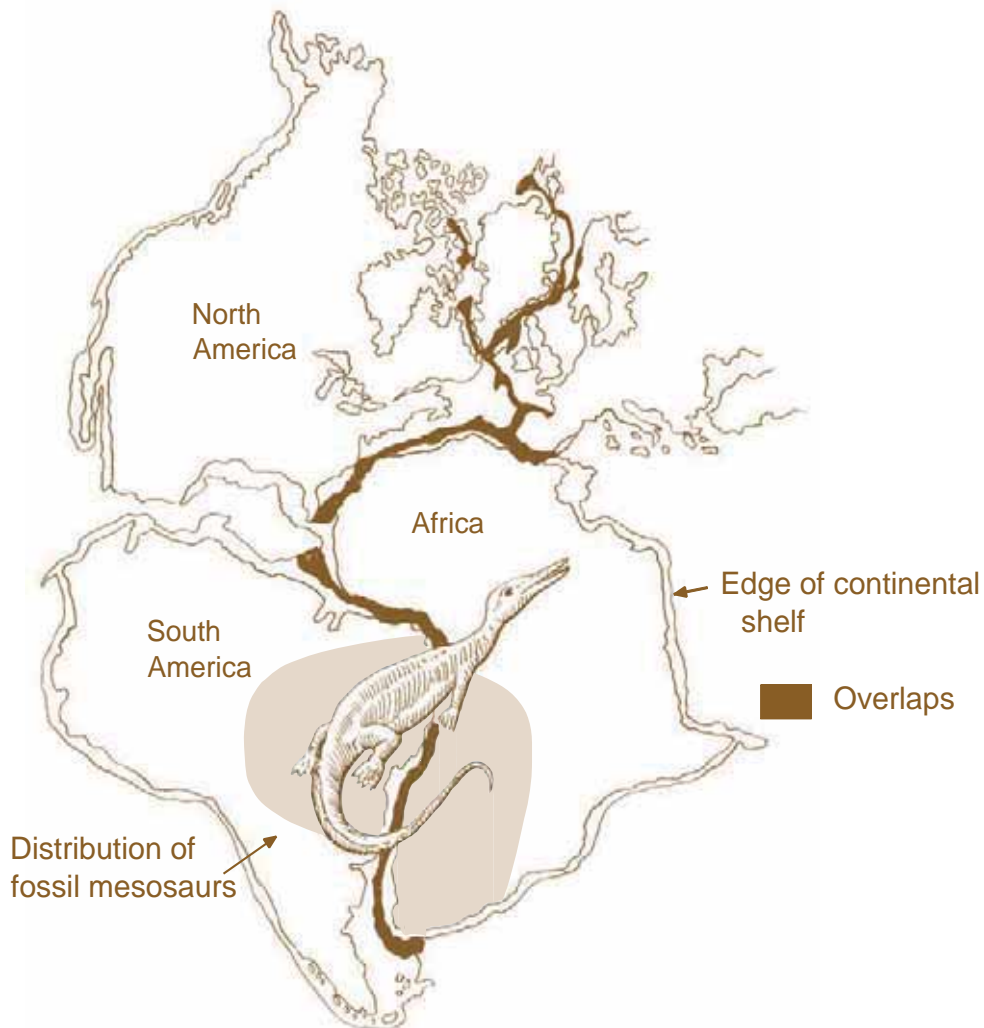 North
America
Africa
Edge of continental
shelf
South
America
Overlaps
Distribution of
fossil mesosaurs